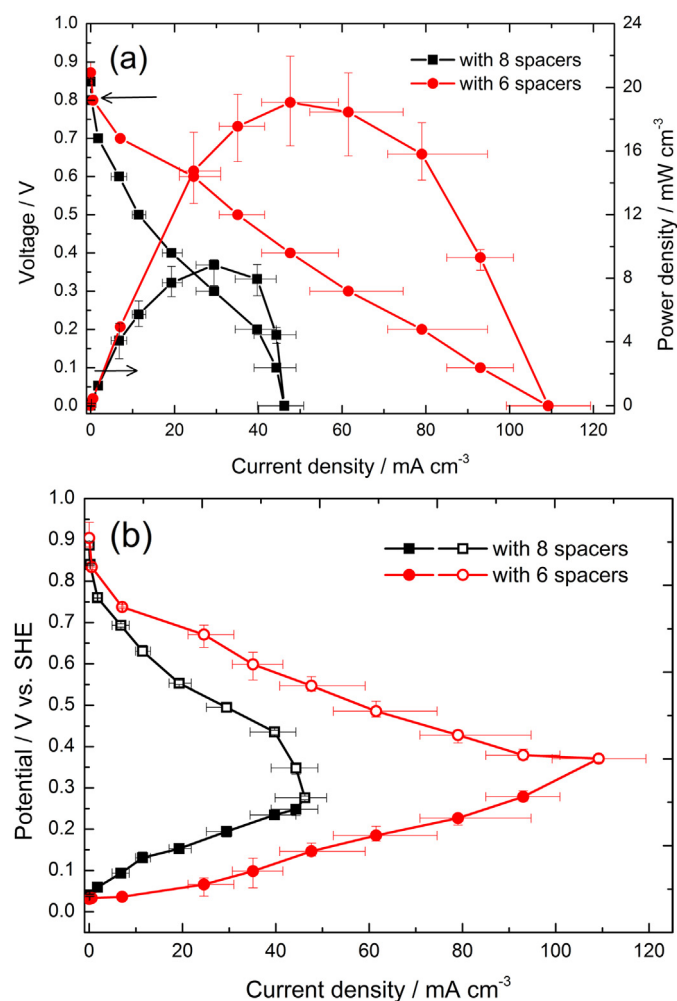 (a)
with 8 spacers
with 6 spacers
Voltage / V
1.0
0.9
0.8
0.7
0.6
0.5
0.4
0.3
0.2
0.1
0.0
Power density / mW cm⁻³
24
20
16
12
8
4
0
0 20 40 60 80 100 120
Current density / mA cm⁻³
(b)
with 8 spacers
with 6 spacers
Potential / V vs. SHE
1.0
0.9
0.8
0.7
0.6
0.5
0.4
0.3
0.2
0.1
0.0
0 20 40 60 80 100 120
Current density / mA cm⁻³